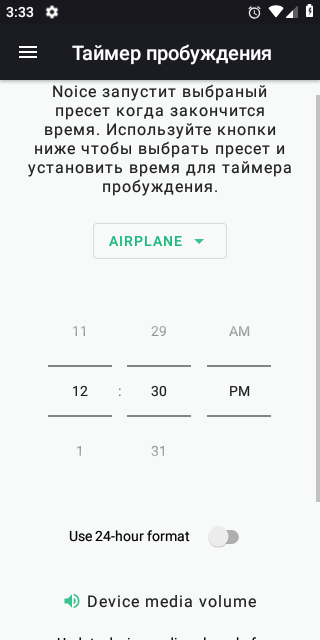 3:33
Таймер пробуждения
Noice запустит выбраный
пресет когда закончится
время. Используйте кнопки
ниже чтобы выбрать пресет и
установить время для таймера
пробуждения.
AIRPLANE
11 29 AM
12 : 30 PM
1 31
Use 24-hour format
Device media volume